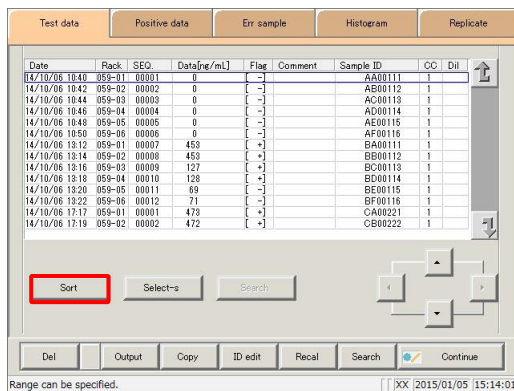 Test data Positive data Err sample Histogram Replicate
Date Rack SEQ. Data[ng/mL] Flag Comment Sample ID CC Dil
14/10/06 10:40 059-01 00001 0 [ -] AA00111 1
14/10/06 10:42 059-02 00002 0 [ -] AB00112 1
14/10/06 10:44 059-03 00003 0 [ -] AC00113 1
14/10/06 10:46 059-04 00004 0 [ -] AD00114 1
14/10/06 10:48 059-05 00005 0 [ -] AE00115 1
14/10/06 10:50 059-06 00006 0 [ -] AF00116 1
14/10/06 13:12 059-01 00007 453 [ +] BA00111 1
14/10/06 13:14 059-02 00008 453 [ +] BB00112 1
14/10/06 13:16 059-03 00009 127 [ +] BC00113 1
14/10/06 13:18 059-04 00010 128 [ +] BD00114 1
14/10/06 13:20 059-05 00011 69 [ -] BE00115 1
14/10/06 13:22 059-06 00012 71 [ -] BF00116 1
14/10/06 17:17 059-01 00001 473 [ +] CA00221 1
14/10/06 17:19 059-02 00002 472 [ +] CB00222 1
Sort Select-s Search
Del Output Copy ID edit Recal Search Continue
Range can be specified. XX 2015/01/05 15:14:01